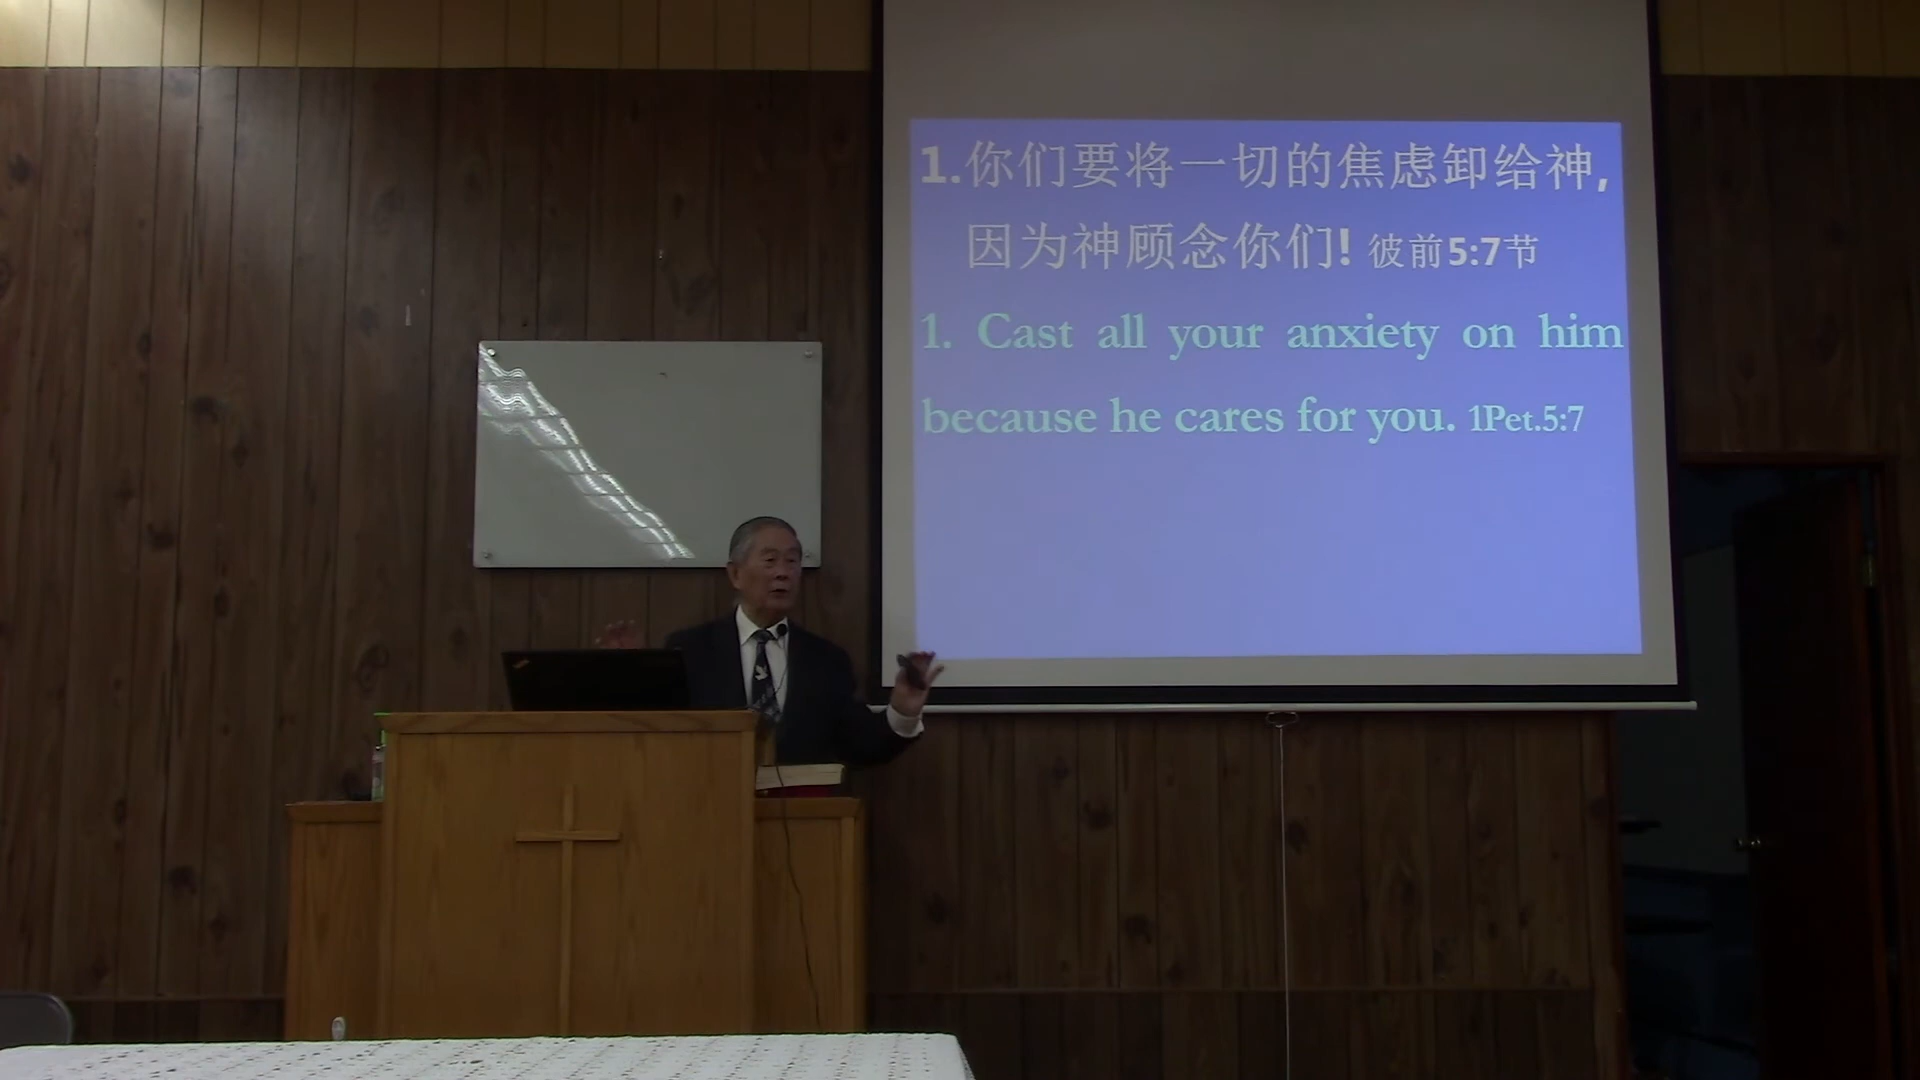 1.你们要将一切的焦虑卸给神,
因为神顾念你们! 彼前5:7节
1. Cast all your anxiety on him
because he cares for you. 1Pet.5:7